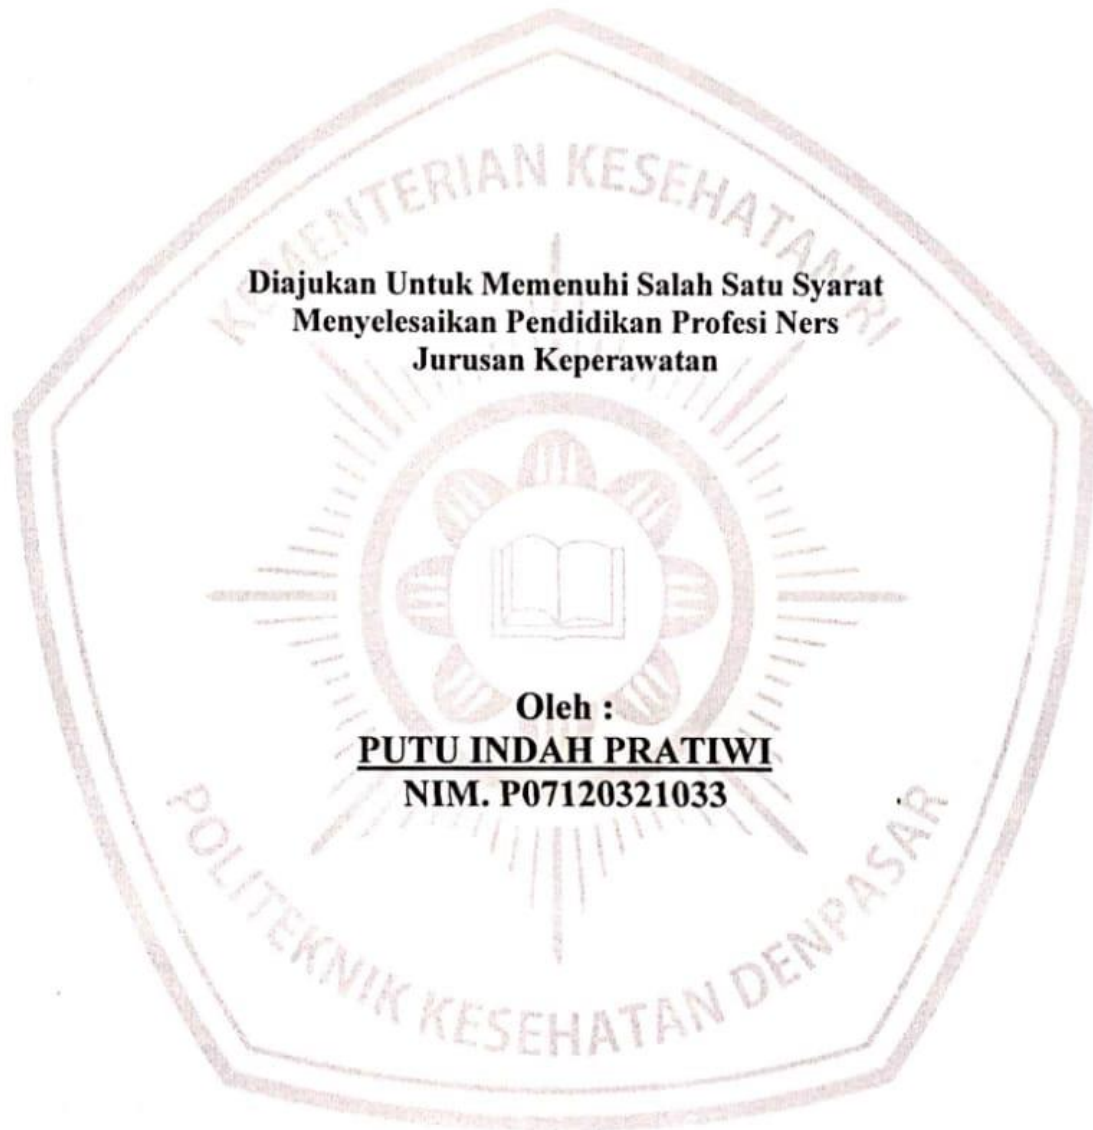 KEMENTERIAN KESEHATAN RI
Diajukan Untuk Memenuhi Salah Satu Syarat
Menyelesaikan Pendidikan Profesi Ners
Jurusan Keperawatan
Oleh :
PUTU INDAH PRATIWI
NIM. P07120321033
POLITEKNIK KESEHATAN DENPASAR